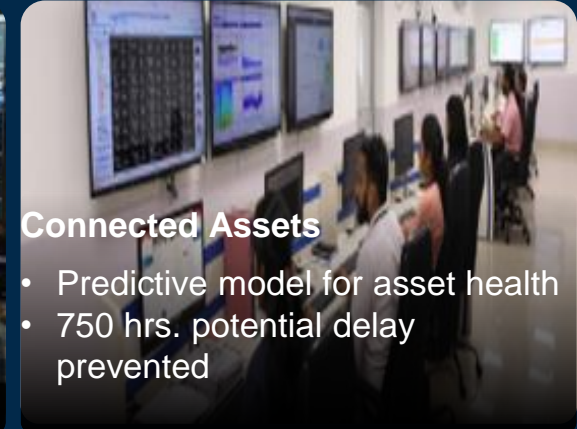 Connected Assets
• Predictive model for asset health
• 750 hrs. potential delay
prevented